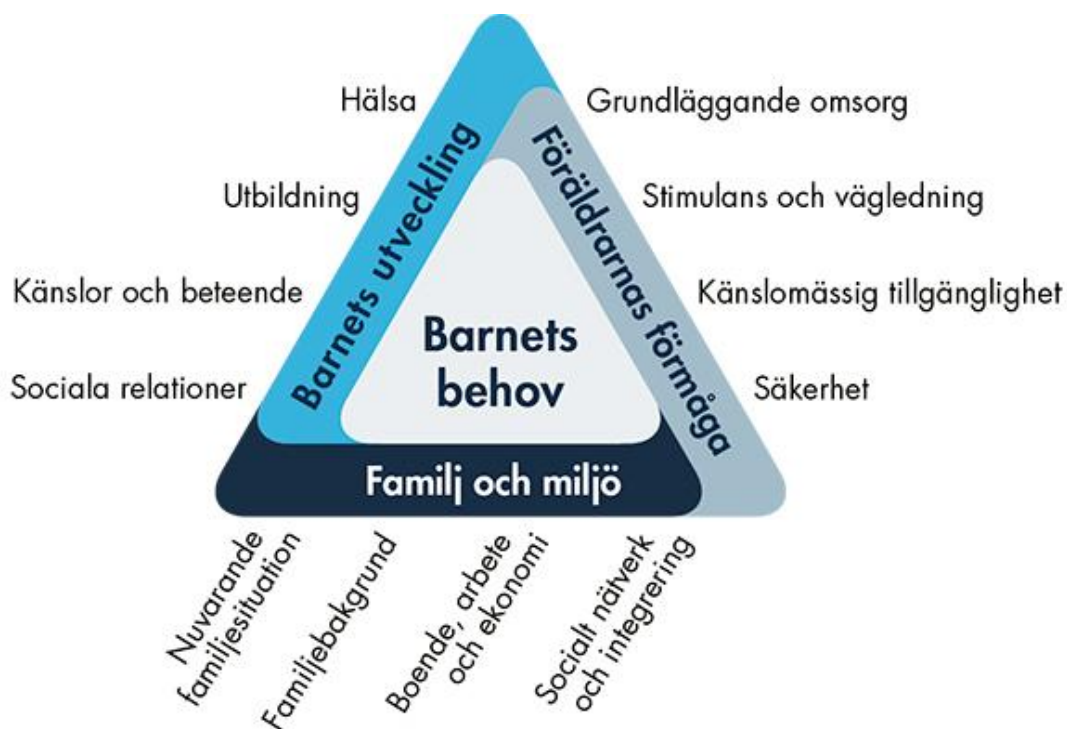 Hälsa
Utbildning
Känslor och beteende
Sociala relationer
Barnets utveckling
Barnets
behov
Föräldrarnas förmåga
Grundläggande omsorg
Stimulans och vägledning
Känslomässig tillgänglighet
Säkerhet
Familj och miljö
Nuvarande
familjesituation
Familjebakgrund
Boende, arbete
och ekonomi
Socialt nätverk
och integrering